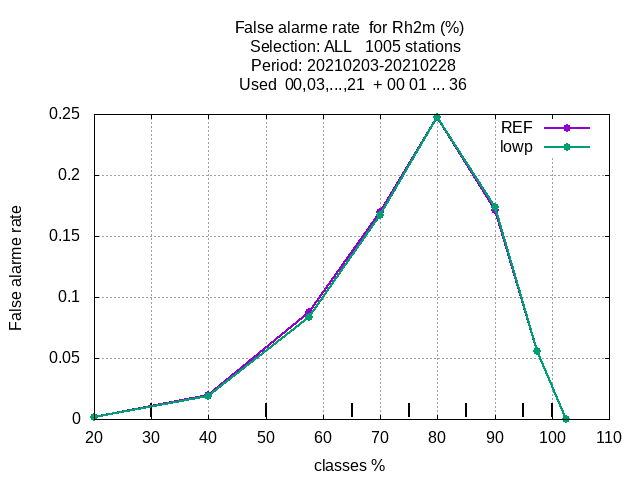 False alarme rate  for Rh2m (%)
Selection: ALL   1005 stations
Period: 20210203-20210228
Used  00,03,...,21  + 00 01 ... 36
REF
lowp
False alarme rate
0.25
0.2
0.15
0.1
0.05
0
20 30 40 50 60 70 80 90 100 110
classes %